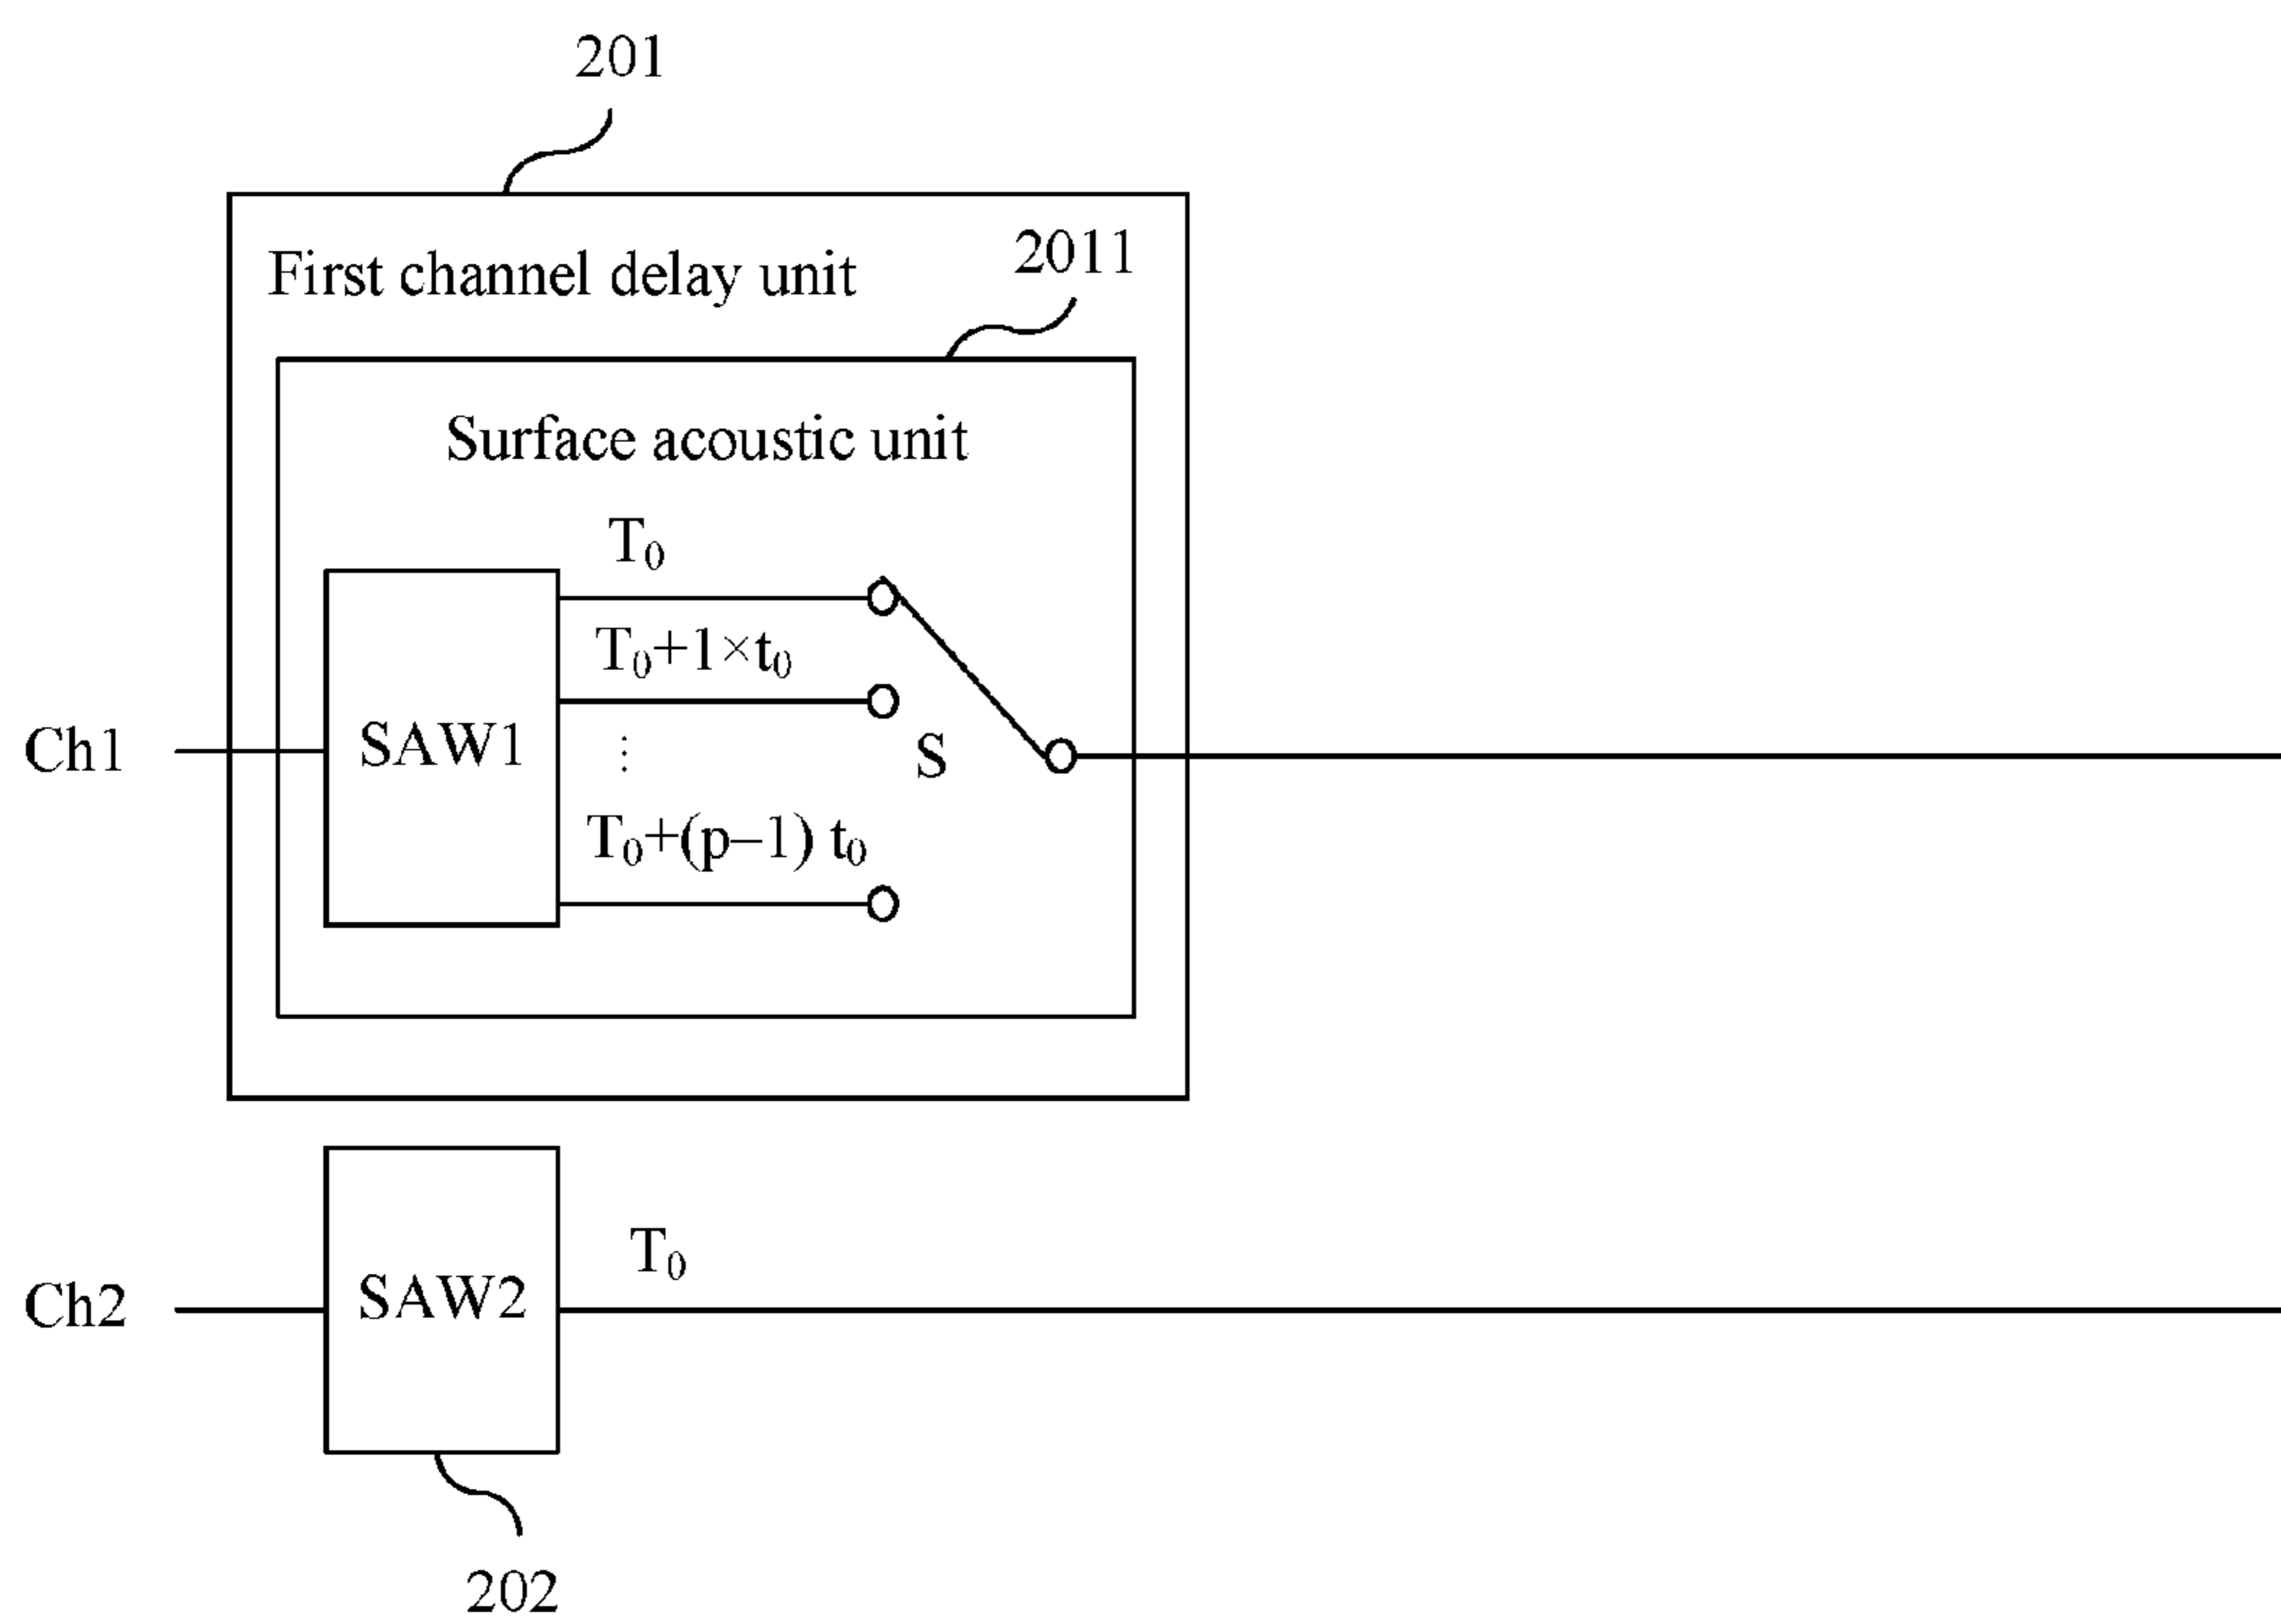 201
First channel delay unit
2011
Surface acoustic unit
T₀
T₀+1×t₀
Ch1
SAW1
⋮
S
T₀+(p–1) t₀
T₀
Ch2
SAW2
202